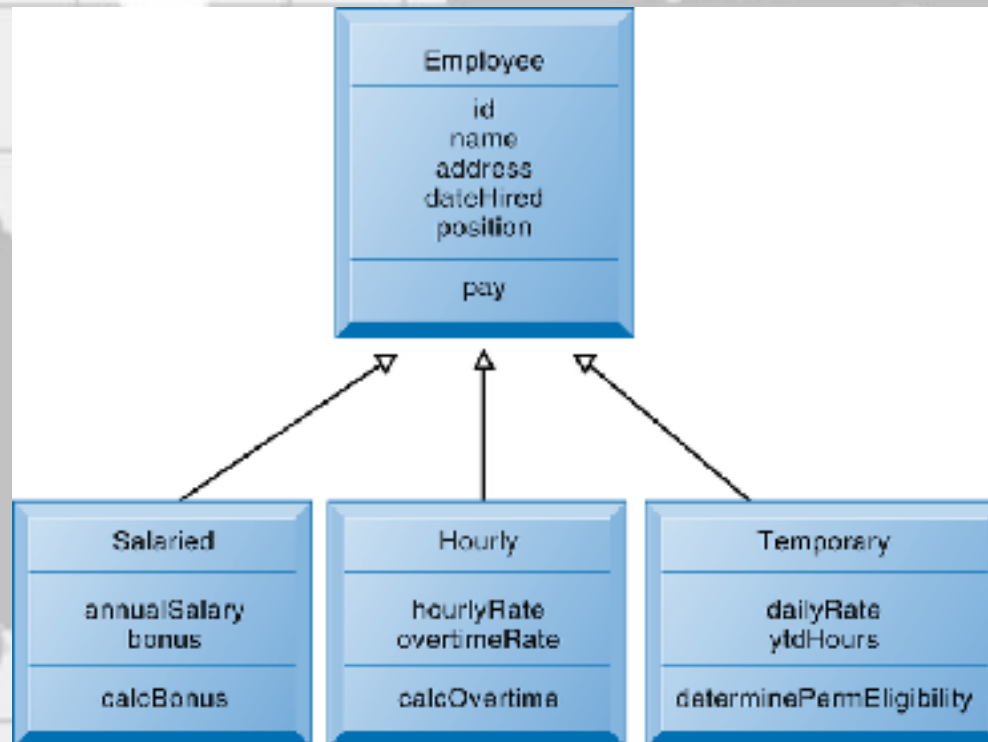 Employee
id
name
address
dateHired
position
pay
Salaried
annualSalary
bonus
calcBonus
Hourly
hourlyRate
overtimeRate
calcOvertime
Temporary
dailyRate
ytdHours
determinePermEligibility